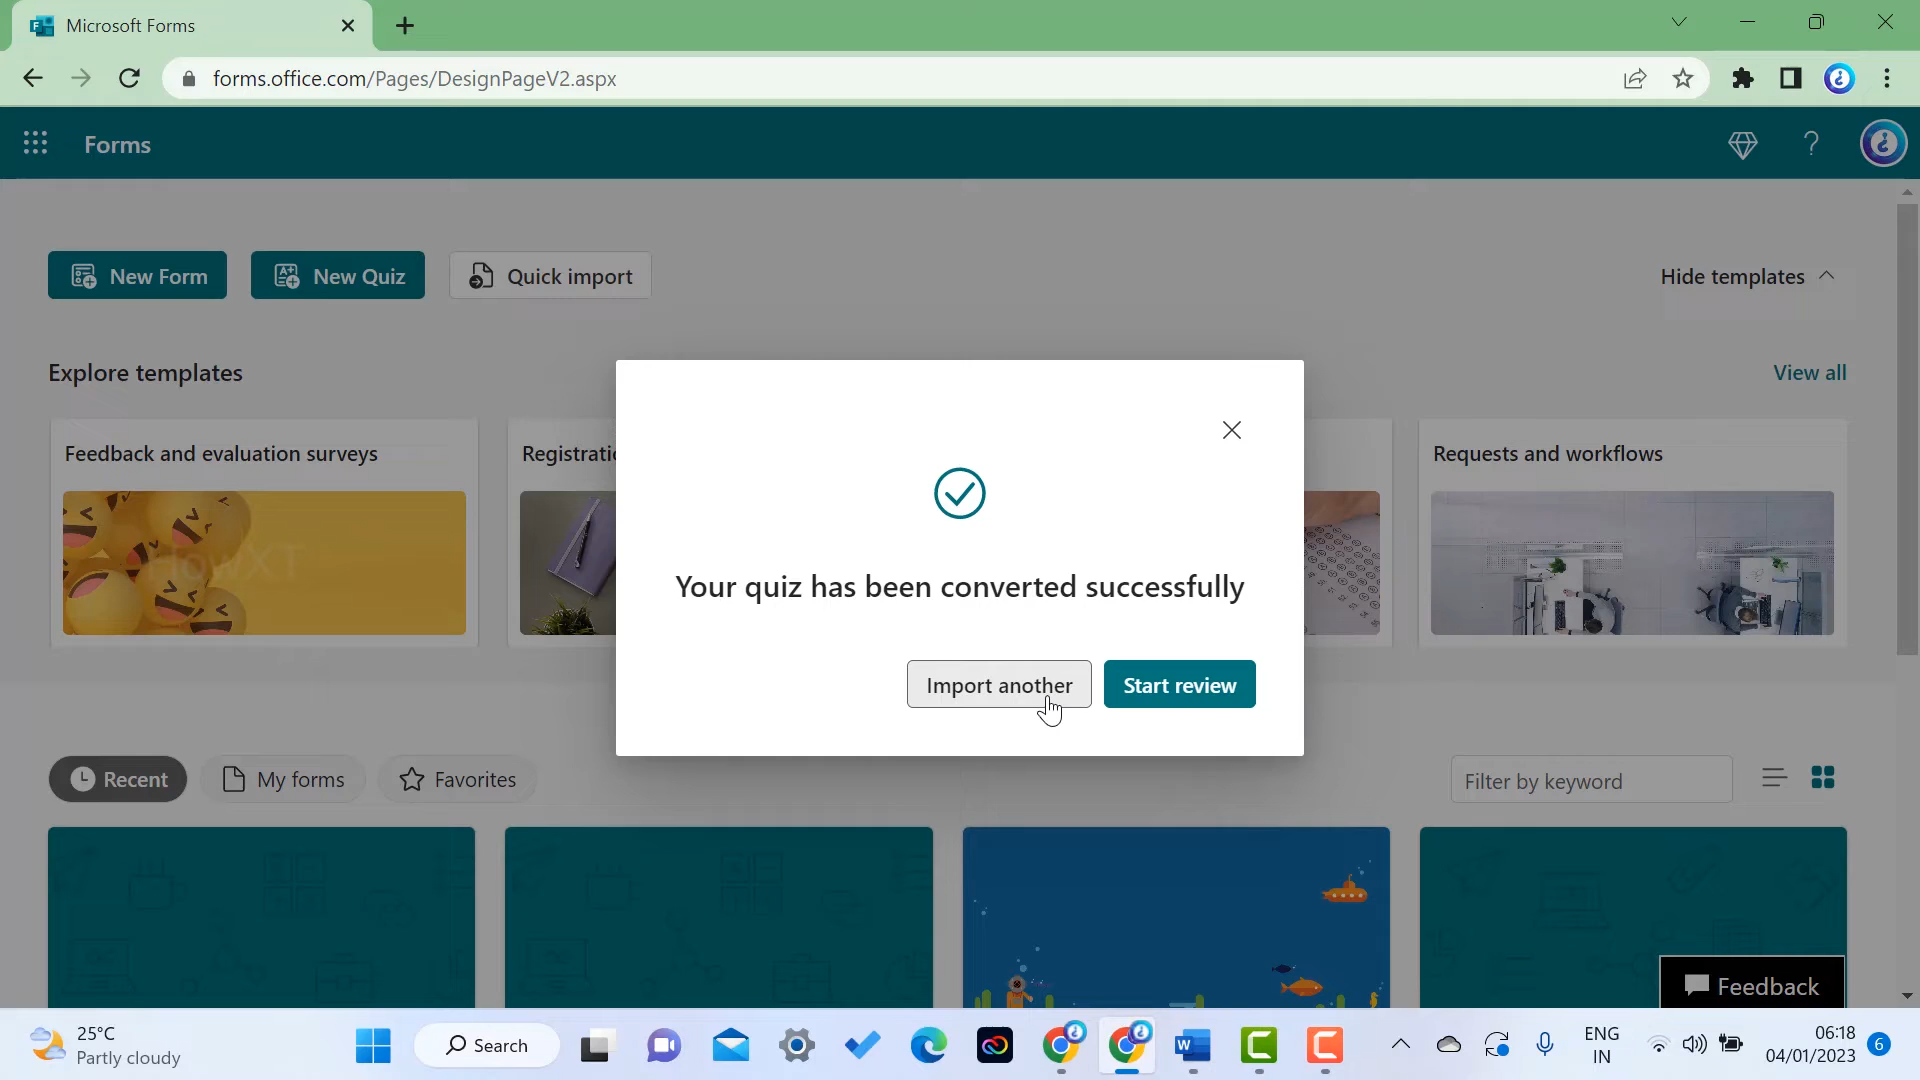 Microsoft Forms
forms.office.com/Pages/DesignPageV2.aspx
Forms
New Form
New Quiz
Quick import
Hide templates
Explore templates
View all
Feedback and evaluation surveys
Requests and workflows
HowXT
Your quiz has been converted successfully
Import another
Start review
Recent
My forms
Favorites
Filter by keyword
Feedback
25°C
Partly cloudy
Search
ENG
IN
06:18
04/01/2023
6